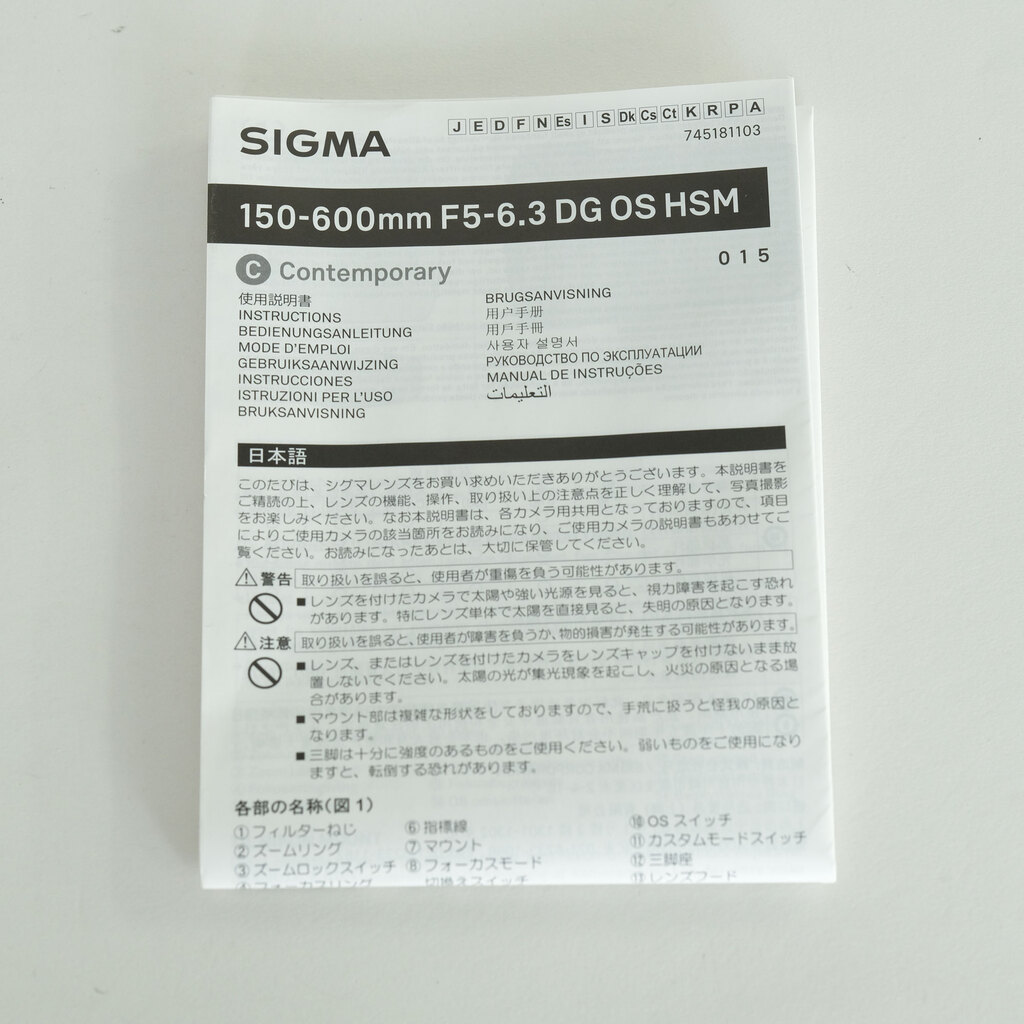 SIGMA
J E D F N Es I S Dk Cs Ct K R P A
745181103
150-600mm F5-6.3 DG OS HSM
C Contemporary
015
使用説明書
INSTRUCTIONS
BEDIENUNGSANLEITUNG
MODE D'EMPLOI
GEBRUIKSAANWIJZING
INSTRUCCIONES
ISTRUZIONI PER L'USO
BRUKSANVISNING
BRUGSANVISNING
用户手册
用戶手冊
사용자 설명서
РУКОВОДСТВО ПО ЭКСПЛУАТАЦИИ
MANUAL DE INSTRUÇÕES
التعليمات
日本語
このたびは、シグマレンズをお買い求めいただきありがとうございます。本説明書を
ご精読の上、レンズの機能、操作、取り扱い上の注意点を正しく理解して、写真撮影
をお楽しみください。なお本説明書は、各カメラ用共用となっておりますので、項目
によりご使用カメラの該当箇所をお読みになり、ご使用カメラの説明書もあわせてご
覧ください。お読みになったあとは、大切に保管してください。
⚠警告 取り扱いを誤ると、使用者が重傷を負う可能性があります。
■レンズを付けたカメラで太陽や強い光源を見ると、視力障害を起こす恐れ
があります。特にレンズ単体で太陽を直接見ると、失明の原因となります。
⚠注意 取り扱いを誤ると、使用者が障害を負うか、物的損害が発生する可能性があります。
■レンズ、またはレンズを付けたカメラをレンズキャップを付けないまま放
置しないでください。太陽の光が集光現象を起こし、火災の原因となる場
合があります。
■マウント部は複雑な形状をしておりますので、手荒に扱うと怪我の原因と
なります。
■三脚は十分に強度のあるものをご使用ください。弱いものをご使用になり
ますと、転倒する恐れがあります。
各部の名称（図1）
①フィルターねじ
②ズームリング
③ズームロックスイッチ
④フォーカスリング
⑥指標線
⑦マウント
⑧フォーカスモード
切換えスイッチ
⑩OS スイッチ
⑪カスタムモードスイッチ
⑫三脚座
⑬レンズフード